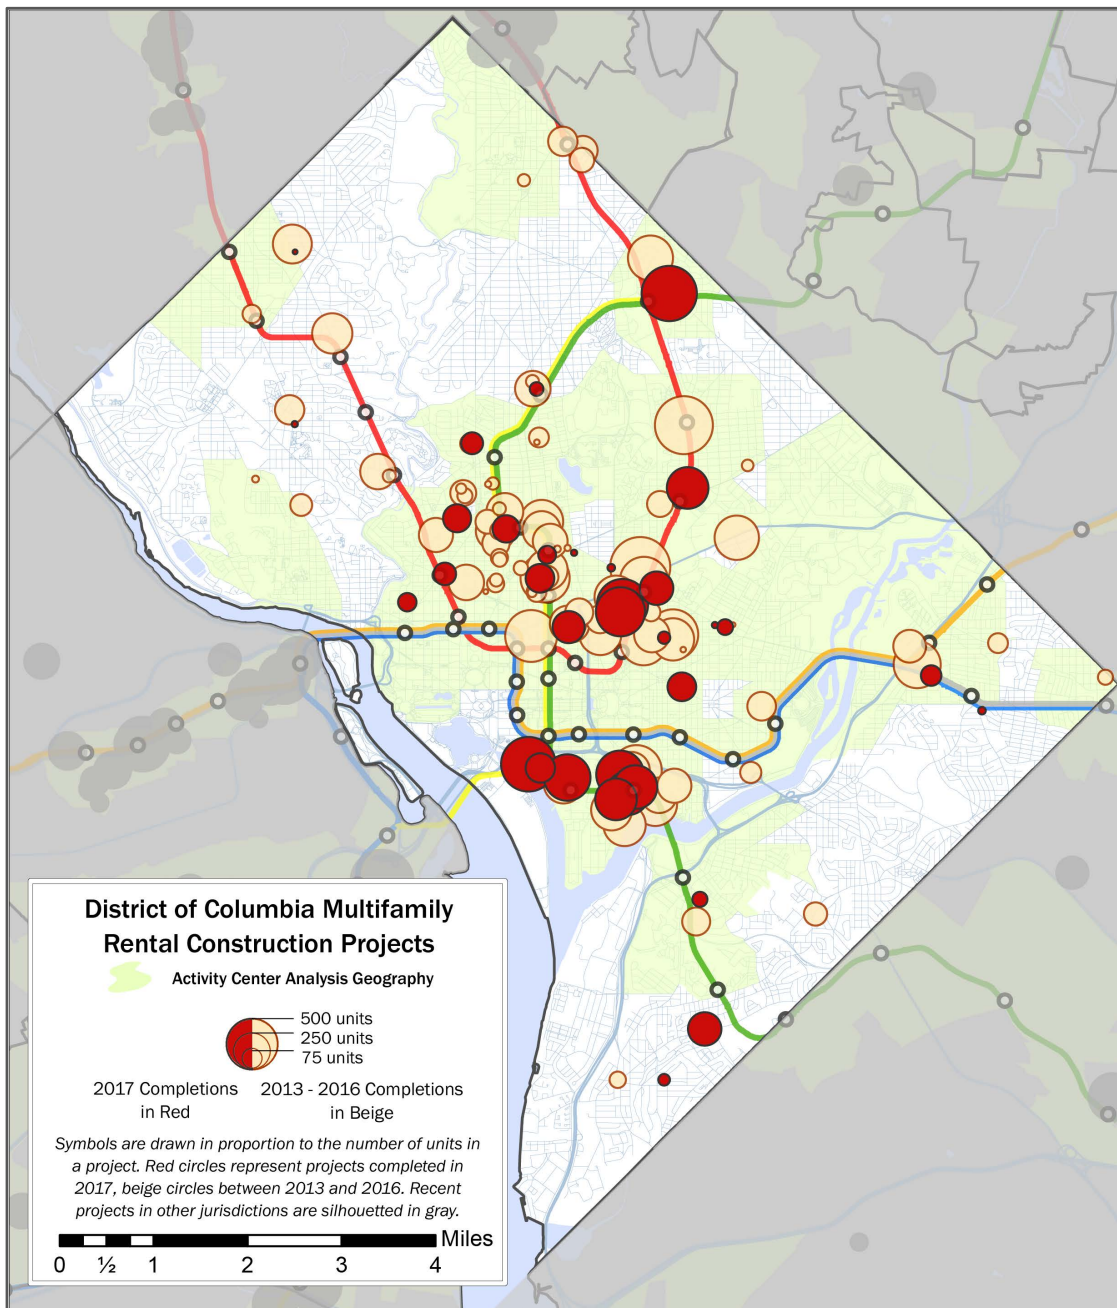 District of Columbia Multifamily
Rental Construction Projects
Activity Center Analysis Geography
500 units
250 units
75 units
2017 Completions
in Red
2013 - 2016 Completions
in Beige
Symbols are drawn in proportion to the number of units in
a project. Red circles represent projects completed in
2017, beige circles between 2013 and 2016. Recent
projects in other jurisdictions are silhouetted in gray.
Miles
0 ½ 1 2 3 4